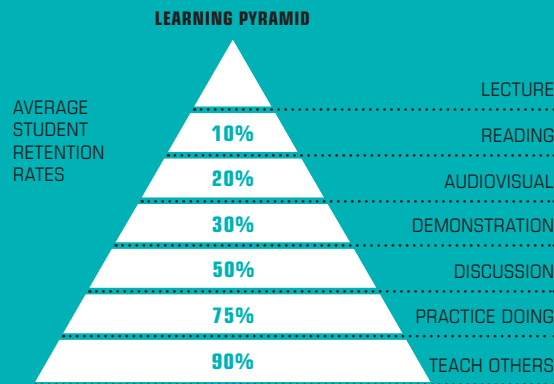 LEARNING PYRAMID
AVERAGE
STUDENT
RETENTION
RATES
LECTURE
10% READING
20% AUDIOVISUAL
30% DEMONSTRATION
50% DISCUSSION
75% PRACTICE DOING
90% TEACH OTHERS